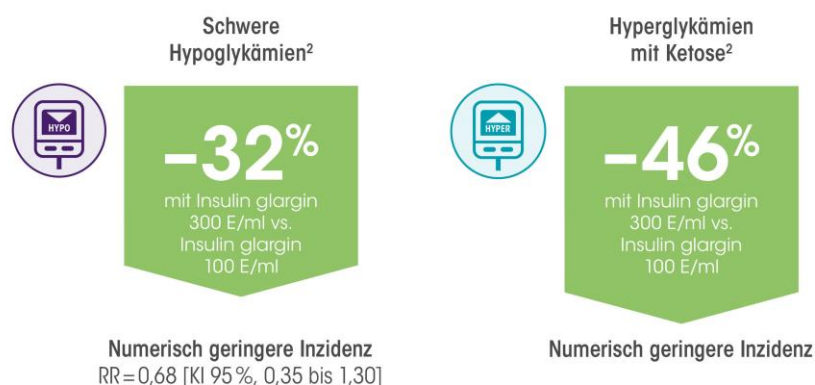 Schwere
Hypoglykämien²
HYPO
–32%
mit Insulin glargin
300 E/ml vs.
Insulin glargin
100 E/ml
Numerisch geringere Inzidenz
RR=0,68 [KI 95 %, 0,35 bis 1,30]
Hyperglykämien
mit Ketose²
HYPER
–46%
mit Insulin glargin
300 E/ml vs.
Insulin glargin
100 E/ml
Numerisch geringere Inzidenz